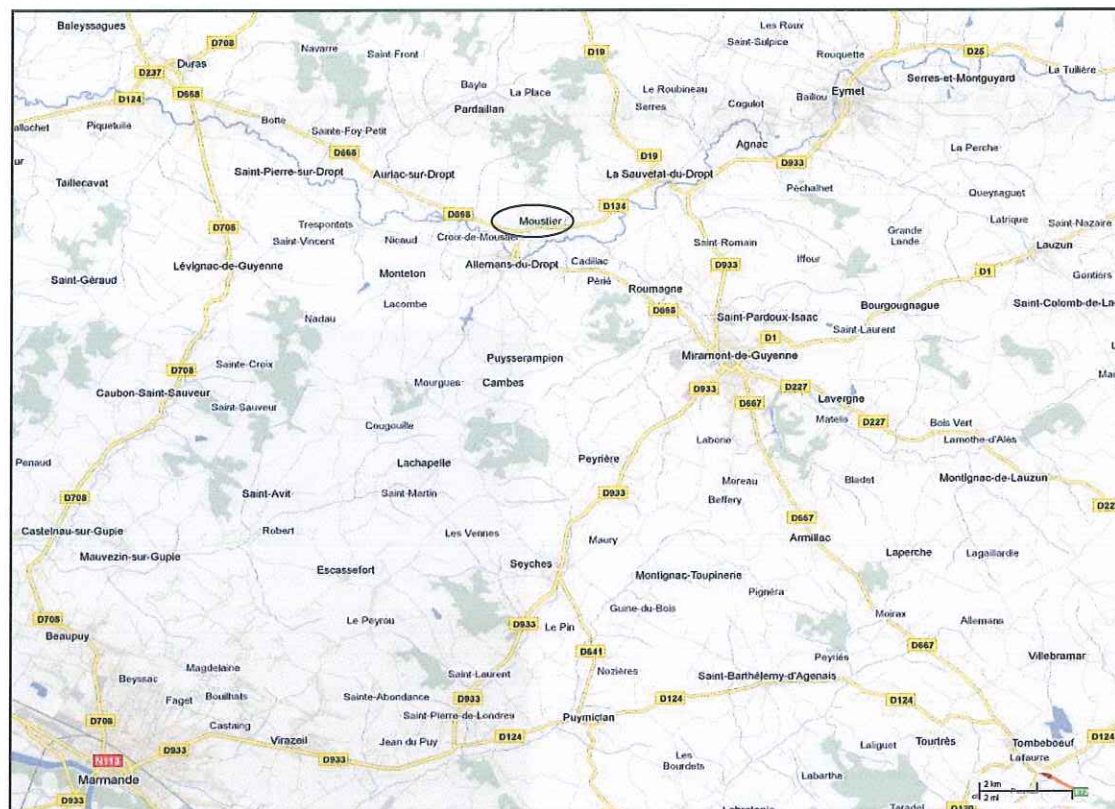 Baleyssagues
D708
Navarre
Saint-Front
D19
Les Roux
Saint-Sulpice
Rouquette
D25
La Tuilière
D237
Duras
Bayle
La Place
Le Roubineau
Serres-et-Montguyard
D124
D668
Pardaillan
Serres
Cogulot
Baillou
Eymet
allochet
Piquetuile
Botte
Sainte-Foy-Petit
Agnac
D933
La Perche
D668
D19
ur
Saint-Pierre-sur-Dropt
Auriac-sur-Dropt
La Sauvetat-du-Dropt
Taillecavat
Péchalhet
Queynaguet
D668
Moustier
D134
Latrique
Saint-Nazaire
D708
Trespontets
Saint-Vincent
Nicaud
Croix-de-Moustier
Saint-Romain
Grande
Lande
Lauzun
Saint-Géraud
Lévignac-de-Guyenne
Monteton
Allemans-du-Dropt
Cadillac
D933
Iffour
D1
Gontiers
Périé
Roumagne
Lacombe
D668
Bourgougnague
Saint-Colomb-de-La
Nadau
Saint-Pardoux-Isaac
D1
Saint-Laurent
Sainte-Croix
Puysserampion
Miramont-de-Guyenne
D708
Mourgues
Cambes
D933
D227
Caubon-Saint-Sauveur
D667
Lavergne
Saint-Sauveur
Matelis
D227
Bois Vert
Cougouille
Laborie
Lamothe-d'Alès
Penaud
Lachapelle
Peyrière
Moreau
Bladet
Montignac-de-Lauzun
D708
Saint-Avit
Saint-Martin
D933
Beffery
D22
Castelnau-sur-Gupie
Robert
Les Vennes
D667
Mauvezin-sur-Gupie
Maury
Armillac
Laperche
Lagaillardie
Escassefort
Seyches
Montignac-Toupinerie
Pignéra
Guine-du-Bois
D708
Le Peyrou
D933
Le Pin
Moirax
Allemans
Beaupuy
D641
D667
Magdelaine
Peyriés
Villebramar
Beyssac
Saint-Laurent
Nozières
Saint-Barthélemy-d'Agenais
Faget
Bouilhats
Sainte-Abondance
D933
D124
D124
D708
Castaing
Saint-Pierre-de-Londres
Puymiclan
D933
Virazeil
Jean du Puy
D124
Laliguet
Tourtrès
Tombeboeuf
D124
N113
D933
Les
Bourdets
Lafaurre
Marmande
Labarthe
2 km
2 mi
D933